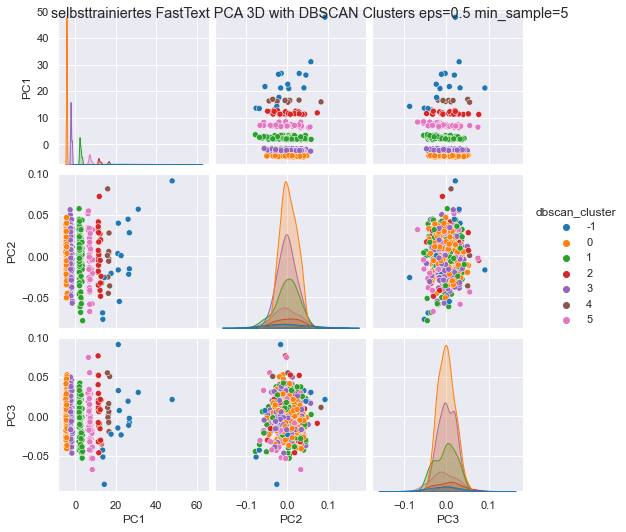 selbsttrainiertes FastText PCA 3D with DBSCAN Clusters eps=0.5 min_sample=5
50
40
30
20
10
0
PC1
0.10
0.05
0.00
−0.05
PC2
0.10
0.05
0.00
−0.05
PC3
0 20 40 60
PC1
−0.1 0.0 0.1
PC2
−0.1 0.0 0.1
PC3
dbscan_cluster
-1
0
1
2
3
4
5